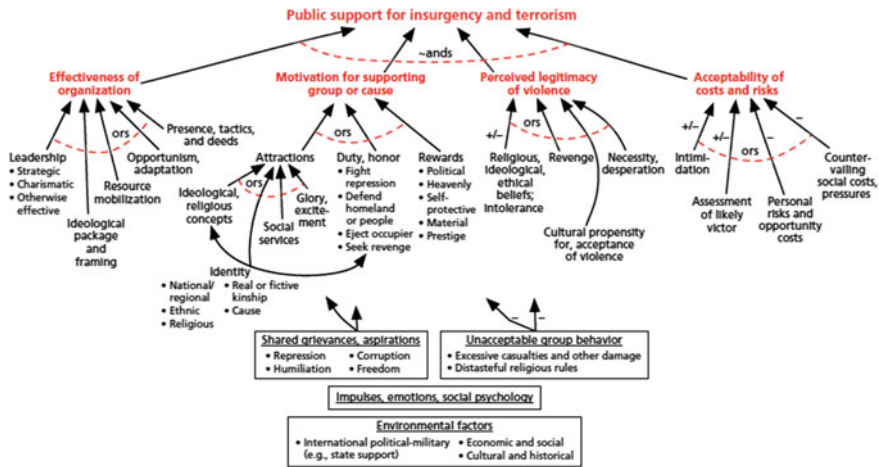 Public support for insurgency and terrorism
~ands
Effectiveness of
organization
Motivation for supporting
group or cause
Perceived legitimacy
of violence
Acceptability of
costs and risks
ors
Presence, tactics,
and deeds
Opportunism,
adaptation
Resource
mobilization
Ideological
package
and
framing
Leadership
• Strategic
• Charismatic
• Otherwise
effective
ors
Attractions
ors
Ideological,
religious
concepts
Social
services
Glory,
excite-
ment
Identity
• National/
regional
• Ethnic
• Religious
• Real or fictive
kinship
• Cause
Duty, honor
• Fight
repression
• Defend
homeland
or people
• Eject occupier
• Seek revenge
Rewards
• Political
• Heavenly
• Self-
protective
• Material
• Prestige
+/–
ors
Religious,
ideological,
ethical
beliefs;
intolerance
Revenge
Necessity,
desperation
Cultural propensity
for, acceptance
of violence
+/–
+/–
ors
–
–
Intimi-
dation
Assessment
of likely
victor
Personal
risks and
opportunity
costs
Counter-
vailing
social costs,
pressures
–
–
Shared grievances, aspirations
• Repression
• Humiliation
• Corruption
• Freedom
Unacceptable group behavior
• Excessive casualties and other damage
• Distasteful religious rules
Impulses, emotions, social psychology
Environmental factors
• International political-military
(e.g., state support)
• Economic and social
• Cultural and historical